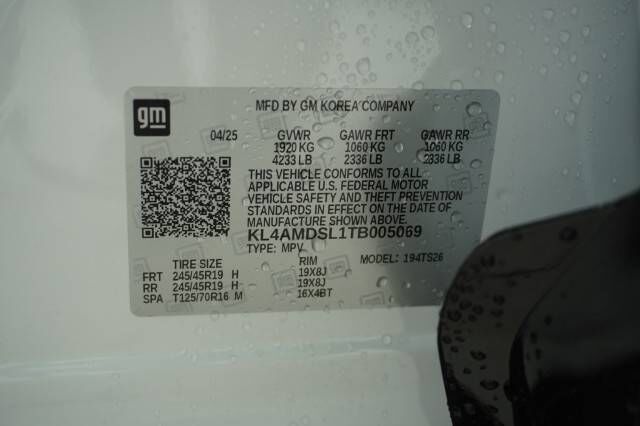 gm
MFD BY GM KOREA COMPANY
04/25 GVWR GAWR FRT GAWR RR
1920 KG 1060 KG 1060 KG
4233 LB 2336 LB 2336 LB
THIS VEHICLE CONFORMS TO ALL
APPLICABLE U.S. FEDERAL MOTOR
VEHICLE SAFETY AND THEFT PREVENTION
STANDARDS IN EFFECT ON THE DATE OF
MANUFACTURE SHOWN ABOVE.
KL4AMDSL1TB005069
TYPE: MPV MODEL: 194TS26
TIRE SIZE RIM
FRT 245/45R19 H 19X8J
RR 245/45R19 H 19X8J
SPA T125/70R16 M 16X4BT